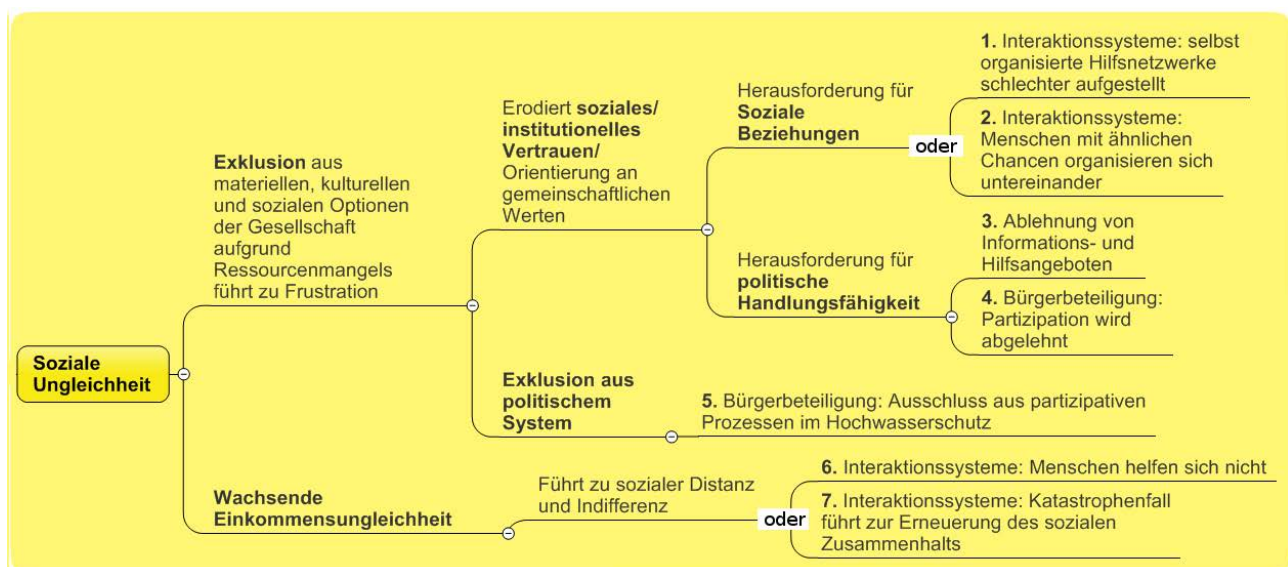 Soziale
Ungleichheit
Exklusion aus
materiellen, kulturellen
und sozialen Optionen
der Gesellschaft
aufgrund
Ressourcenmangels
führt zu Frustration
Erodiert soziales/
institutionelles
Vertrauen/
Orientierung an
gemeinschaftlichen
Werten
Herausforderung für
Soziale
Beziehungen
oder
1. Interaktionssysteme: selbst
organisierte Hilfsnetzwerke
schlechter aufgestellt
2. Interaktionssysteme:
Menschen mit ähnlichen
Chancen organisieren sich
untereinander
Herausforderung für
politische
Handlungsfähigkeit
3. Ablehnung von
Informations- und
Hilfsangeboten
4. Bürgerbeteiligung:
Partizipation wird
abgelehnt
Exklusion aus
politischem
System
5. Bürgerbeteiligung: Ausschluss aus partizipativen
Prozessen im Hochwasserschutz
Wachsende
Einkommensungleichheit
Führt zu sozialer Distanz
und Indifferenz
oder
6. Interaktionssysteme: Menschen helfen sich nicht
7. Interaktionssysteme: Katastrophenfall
führt zur Erneuerung des sozialen
Zusammenhalts